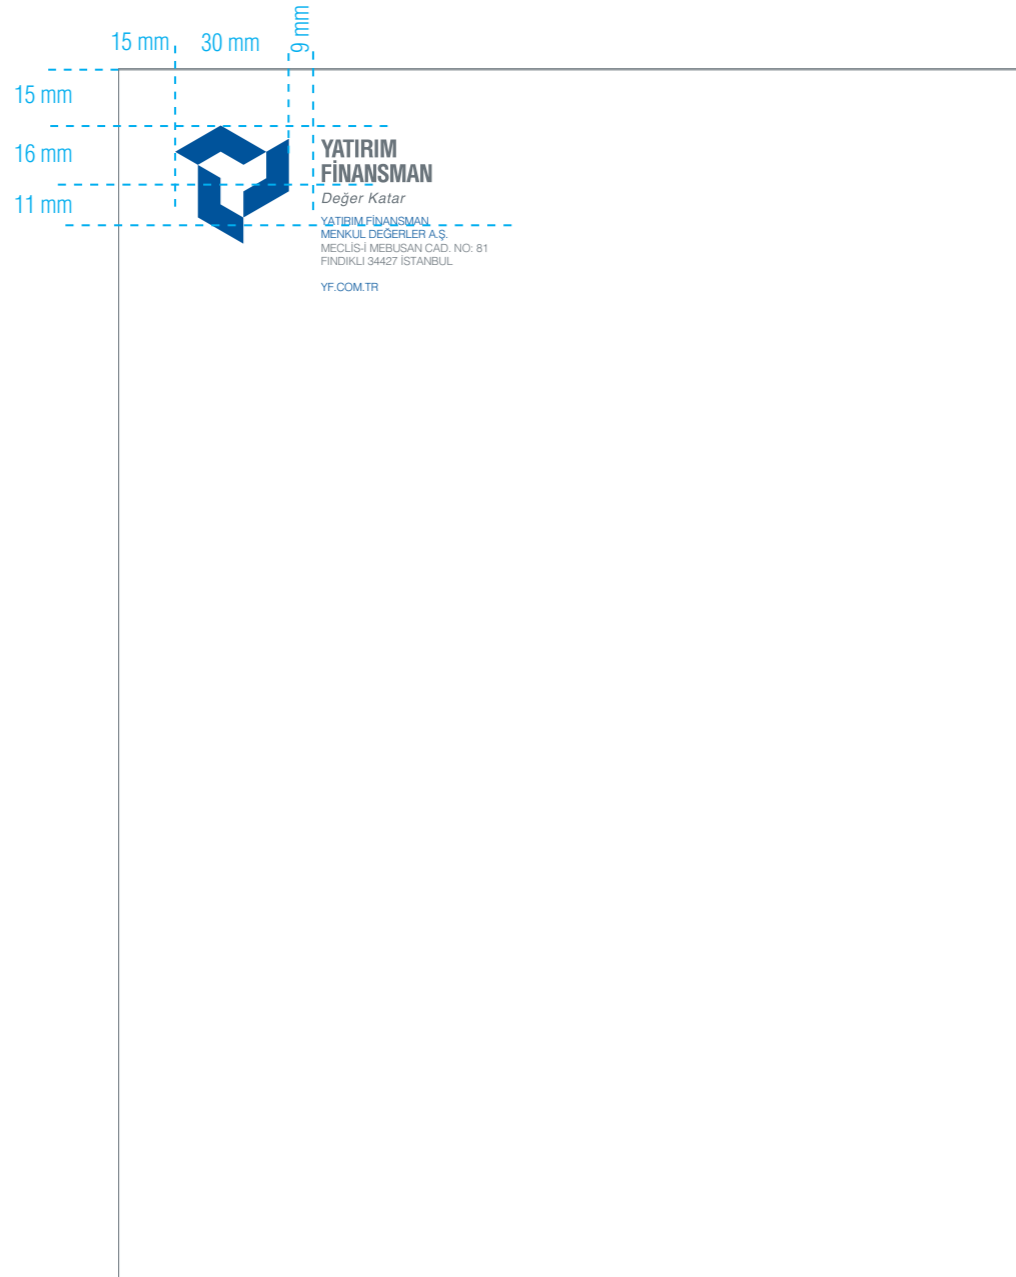 15 mm
30 mm
9 mm
15 mm
16 mm
11 mm
YATIRIM
FİNANSMAN
Değer Katar
YATIRIM FİNANSMAN
MENKUL DEĞERLER A.Ş.
MECLİS-İ MEBUSAN CAD. NO: 81
FINDIKLI 34427 İSTANBUL
YF.COM.TR